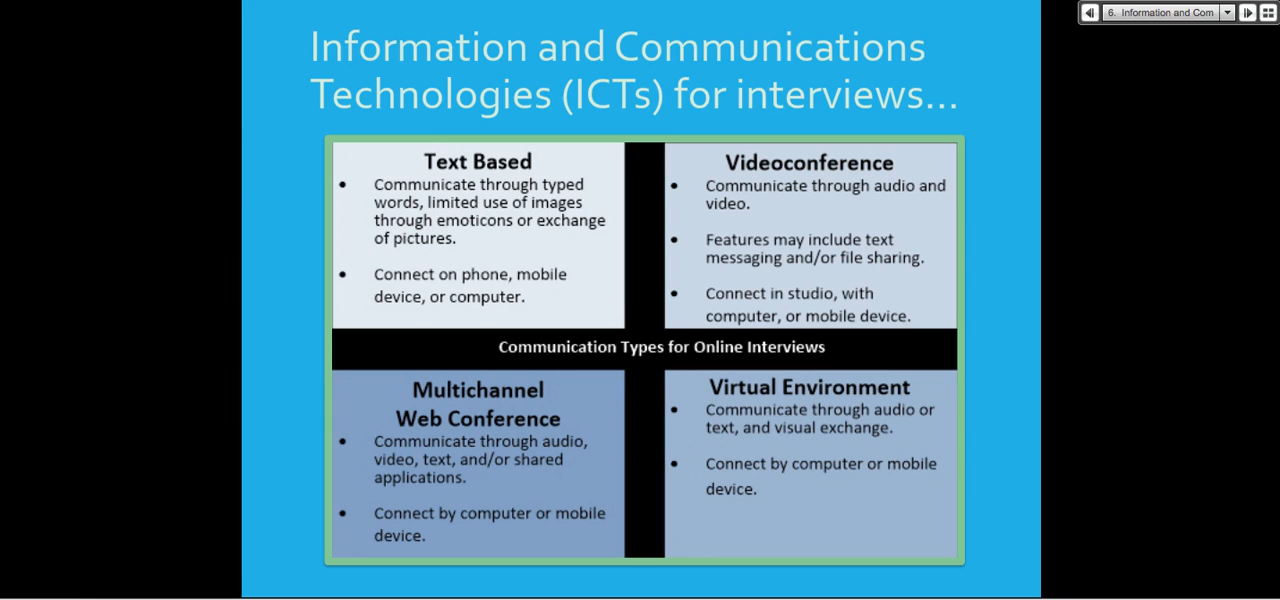 6. Information and Com
Information and Communications
Technologies (ICTs) for interviews...
Text Based
• Communicate through typed
words, limited use of images
through emoticons or exchange
of pictures.
• Connect on phone, mobile
device, or computer.
Videoconference
• Communicate through audio and
video.
• Features may include text
messaging and/or file sharing.
• Connect in studio, with
computer, or mobile device.
Communication Types for Online Interviews
Multichannel
Web Conference
• Communicate through audio,
video, text, and/or shared
applications.
• Connect by computer or mobile
device.
Virtual Environment
• Communicate through audio or
text, and visual exchange.
• Connect by computer or mobile
device.